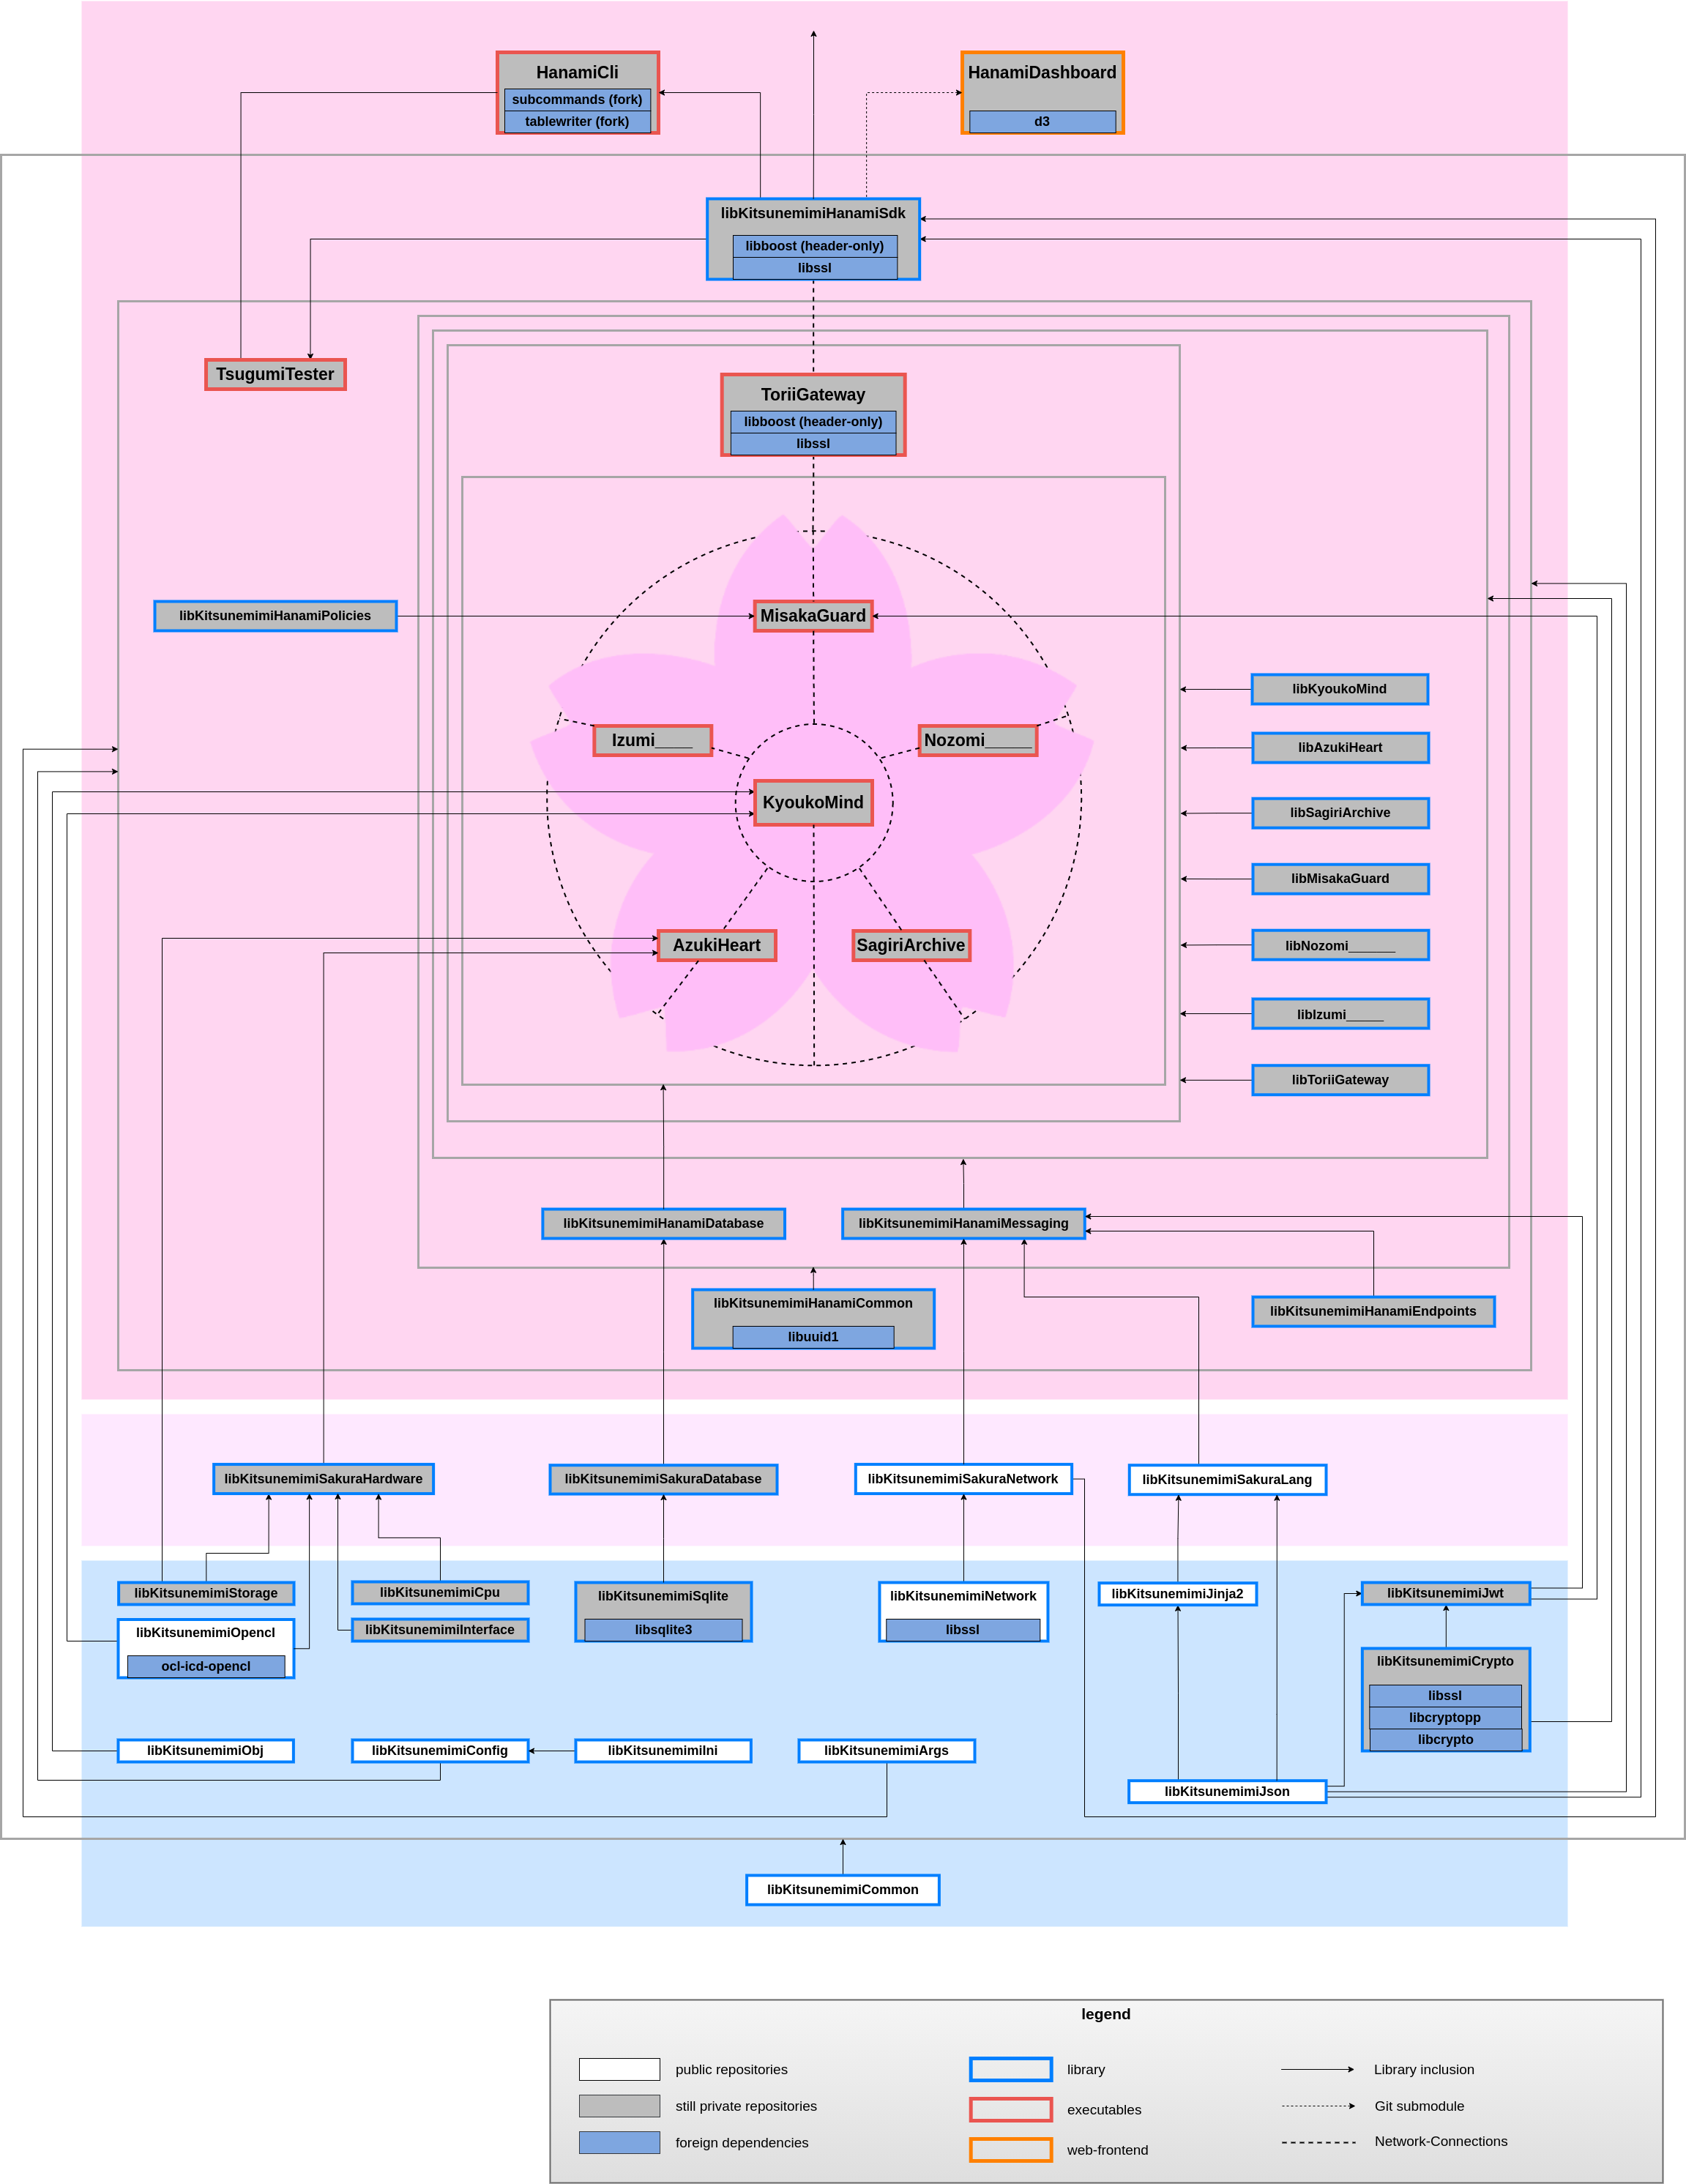 HanamiCli
subcommands (fork)
tablewriter (fork)
HanamiDashboard
d3
libKitsunemimiHanamiSdk
libboost (header-only)
libssl
TsugumiTester
ToriiGateway
libboost (header-only)
libssl
libKitsunemimiHanamiPolicies
MisakaGuard
libKyoukoMind
Izumi____
Nozomi_____
libAzukiHeart
KyoukoMind
libSagiriArchive
libMisakaGuard
AzukiHeart
SagiriArchive
libNozomi______
libIzumi_____
libToriiGateway
libKitsunemimiHanamiDatabase
libKitsunemimiHanamiMessaging
libKitsunemimiHanamiCommon
libuuid1
libKitsunemimiHanamiEndpoints
libKitsunemimiSakuraHardware
libKitsunemimiSakuraDatabase
libKitsunemimiSakuraNetwork
libKitsunemimiSakuraLang
libKitsunemimiStorage
libKitsunemimiCpu
libKitsunemimiSqlite
libsqlite3
libKitsunemimiNetwork
libssl
libKitsunemimiJinja2
libKitsunemimiJwt
libKitsunemimiOpencl
ocl-icd-opencl
libKitsunemimiInterface
libKitsunemimiCrypto
libssl
libcryptopp
libcrypto
libKitsunemimiObj
libKitsunemimiConfig
libKitsunemimiIni
libKitsunemimiArgs
libKitsunemimiJson
libKitsunemimiCommon
legend
public repositories
library
Library inclusion
still private repositories
executables
Git submodule
foreign dependencies
web-frontend
Network-Connections